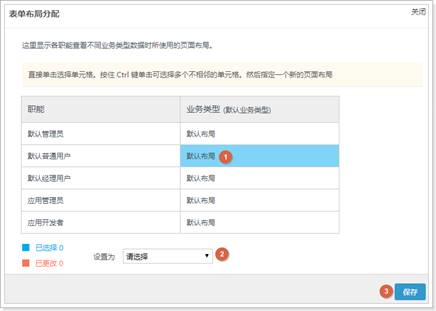 表单布局分配
关闭
这里显示各职能查看不同业务类型数据时所使用的页面布局。
直接单击选择单元格。按住 Ctrl 键单击可选择多个不相邻的单元格。然后指定一个新的页面布局
职能 业务类型 (默认业务类型)
默认管理员 默认布局
默认普通用户 默认布局 1
默认经理用户 默认布局
应用管理员 默认布局
应用开发者 默认布局
已选择 0
已更改 0
设置为 请选择 2
3 保存